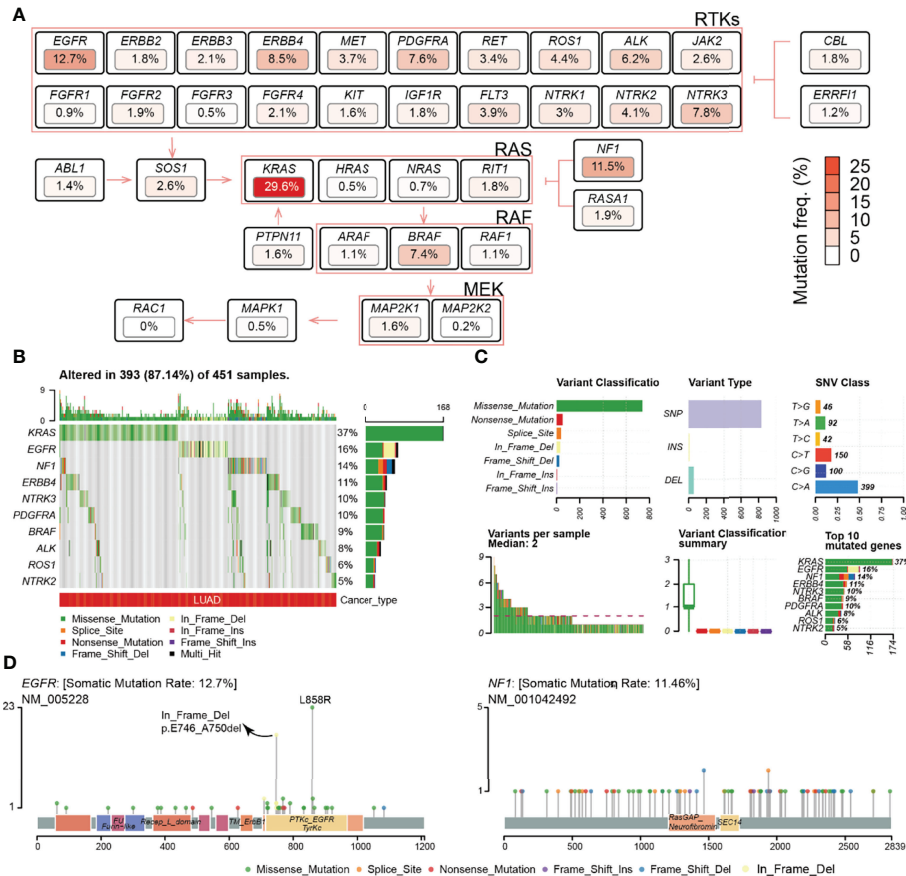 A
RTKs
EGFR ERBB2 ERBB3 ERBB4 MET PDGFRA RET ROS1 ALK JAK2
12.7% 1.8% 2.1% 8.5% 3.7% 7.6% 3.4% 4.4% 6.2% 2.6%
CBL
1.8%
FGFR1 FGFR2 FGFR3 FGFR4 KIT IGF1R FLT3 NTRK1 NTRK2 NTRK3
0.9% 1.9% 0.5% 2.1% 1.6% 1.8% 3.9% 3% 4.1% 7.8%
ERRFI1
1.2%
RAS
ABL1 SOS1 KRAS HRAS NRAS RIT1
1.4% 2.6% 29.6% 0.5% 0.7% 1.8%
NF1
11.5%
RASA1
1.9%
RAF
PTPN11 ARAF BRAF RAF1
1.6% 1.1% 7.4% 1.1%
MEK
RAC1 MAPK1 MAP2K1 MAP2K2
0% 0.5% 1.6% 0.2%
Mutation freq. (%)
25
20
15
10
5
0
B
Altered in 393 (87.14%) of 451 samples.
9
0
0 168
KRAS 37%
EGFR 16%
NF1 14%
ERBB4 11%
NTRK3 10%
PDGFRA 10%
BRAF 9%
ALK 8%
ROS1 6%
NTRK2 5%
LUAD Cancer_type
Missense_Mutation In_Frame_Del
Splice_Site In_Frame_Ins
Nonsense_Mutation Frame_Shift_Ins
Frame_Shift_Del Multi_Hit
C
Variant Classificatio
Missense_Mutation
Nonsense_Mutation
Splice_Site
In_Frame_Del
Frame_Shift_Del
In_Frame_Ins
Frame_Shift_Ins
0 200 400 600 800
Variant Type
SNP
INS
DEL
0 200 400 600 800 1000
SNV Class
T>G 46
T>A 92
T>C 42
C>T 150
C>G 100
C>A 399
0.00 0.25 0.50 0.75 1.00
Variants per sample
Median: 2
9
6
4
2
0
Variant Classification
summary
3
2
1
0
Top 10
mutated genes
KRAS 37%
EGFR 16%
NF1 14%
ERBB4 11%
NTRK3 10%
BRAF 9%
PDGFRA 10%
ALK 8%
ROS1 6%
NTRK2 5%
0 58 116 174
D
EGFR: [Somatic Mutation Rate: 12.7%]
NM_005228
23
L858R
In_Frame_Del
p.E746_A750del
1
FU
Furin-like
Recep_L_domain
TM_ErbB1
PTKc_EGFR
TyrKc
0 200 400 600 800 1000 1200
NF1: [Somatic Mutation Rate: 11.46%]
NM_001042492
5
1
RasGAP_
Neurofibromin
SEC14
0 500 1000 1500 2000 2500 2839
Missense_Mutation Splice_Site Nonsense_Mutation Frame_Shift_Ins Frame_Shift_Del In_Frame_Del